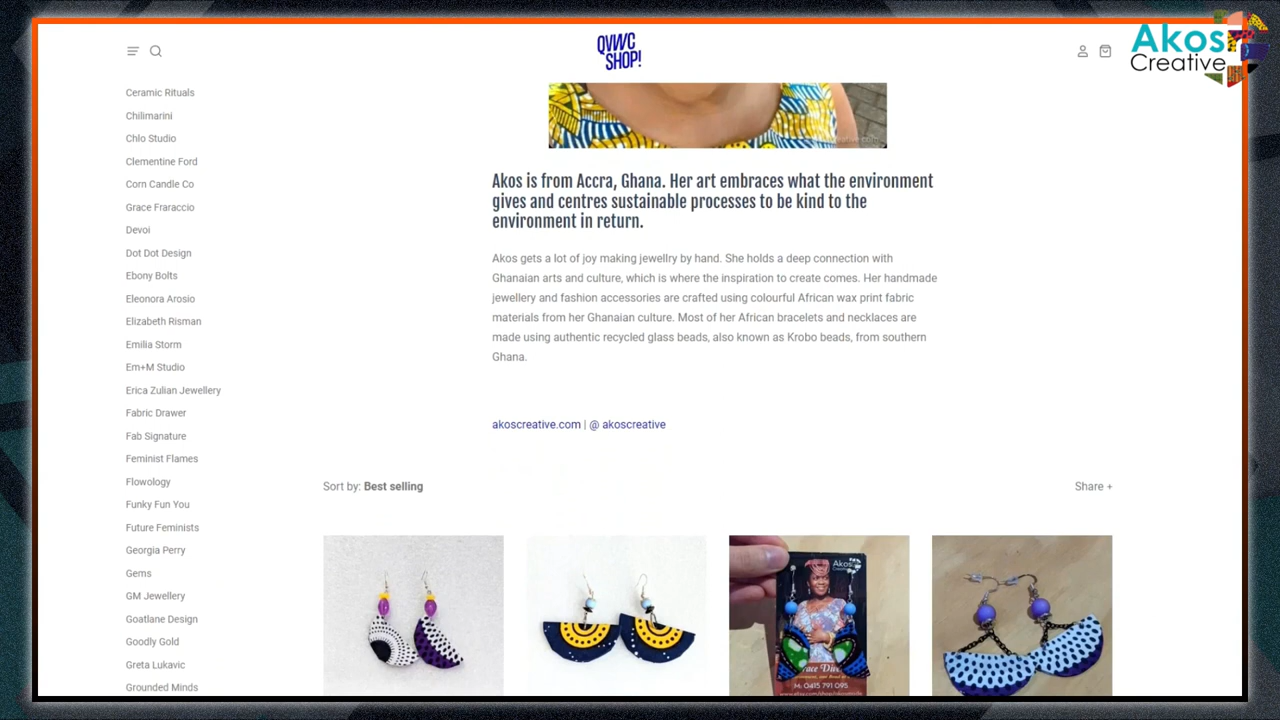 QVWC
SHOP!
Akos
Creative
Ceramic Rituals
Chilimarini
Chlo Studio
Clementine Ford
Corn Candle Co
Grace Fraraccio
Devoi
Dot Dot Design
Ebony Bolts
Eleonora Arosio
Elizabeth Risman
Emilia Storm
Em+M Studio
Erica Zulian Jewellery
Fabric Drawer
Fab Signature
Feminist Flames
Flowology
Funky Fun You
Future Feminists
Georgia Perry
Gems
GM Jewellery
Goatlane Design
Goodly Gold
Greta Lukavic
Grounded Minds
Akos is from Accra, Ghana. Her art embraces what the environment
gives and centres sustainable processes to be kind to the
environment in return.
Akos gets a lot of joy making jewellry by hand. She holds a deep connection with
Ghanaian arts and culture, which is where the inspiration to create comes. Her handmade
jewellery and fashion accessories are crafted using colourful African wax print fabric
materials from her Ghanaian culture. Most of her African bracelets and necklaces are
made using authentic recycled glass beads, also known as Krobo beads, from southern
Ghana.
akoscreative.com | @ akoscreative
Sort by: Best selling
Share +
Akos
Creative
M: 0415 791 095